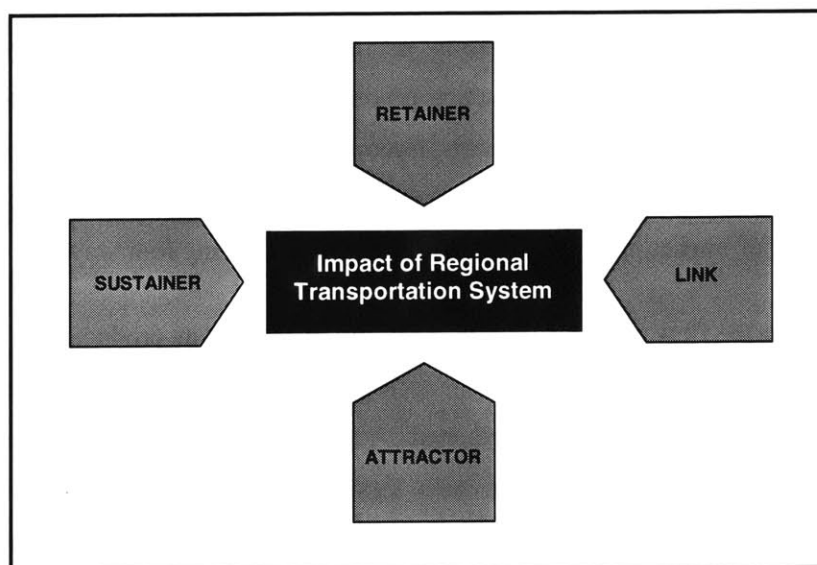 RETAINER
SUSTAINER
Impact of Regional
Transportation System
LINK
ATTRACTOR